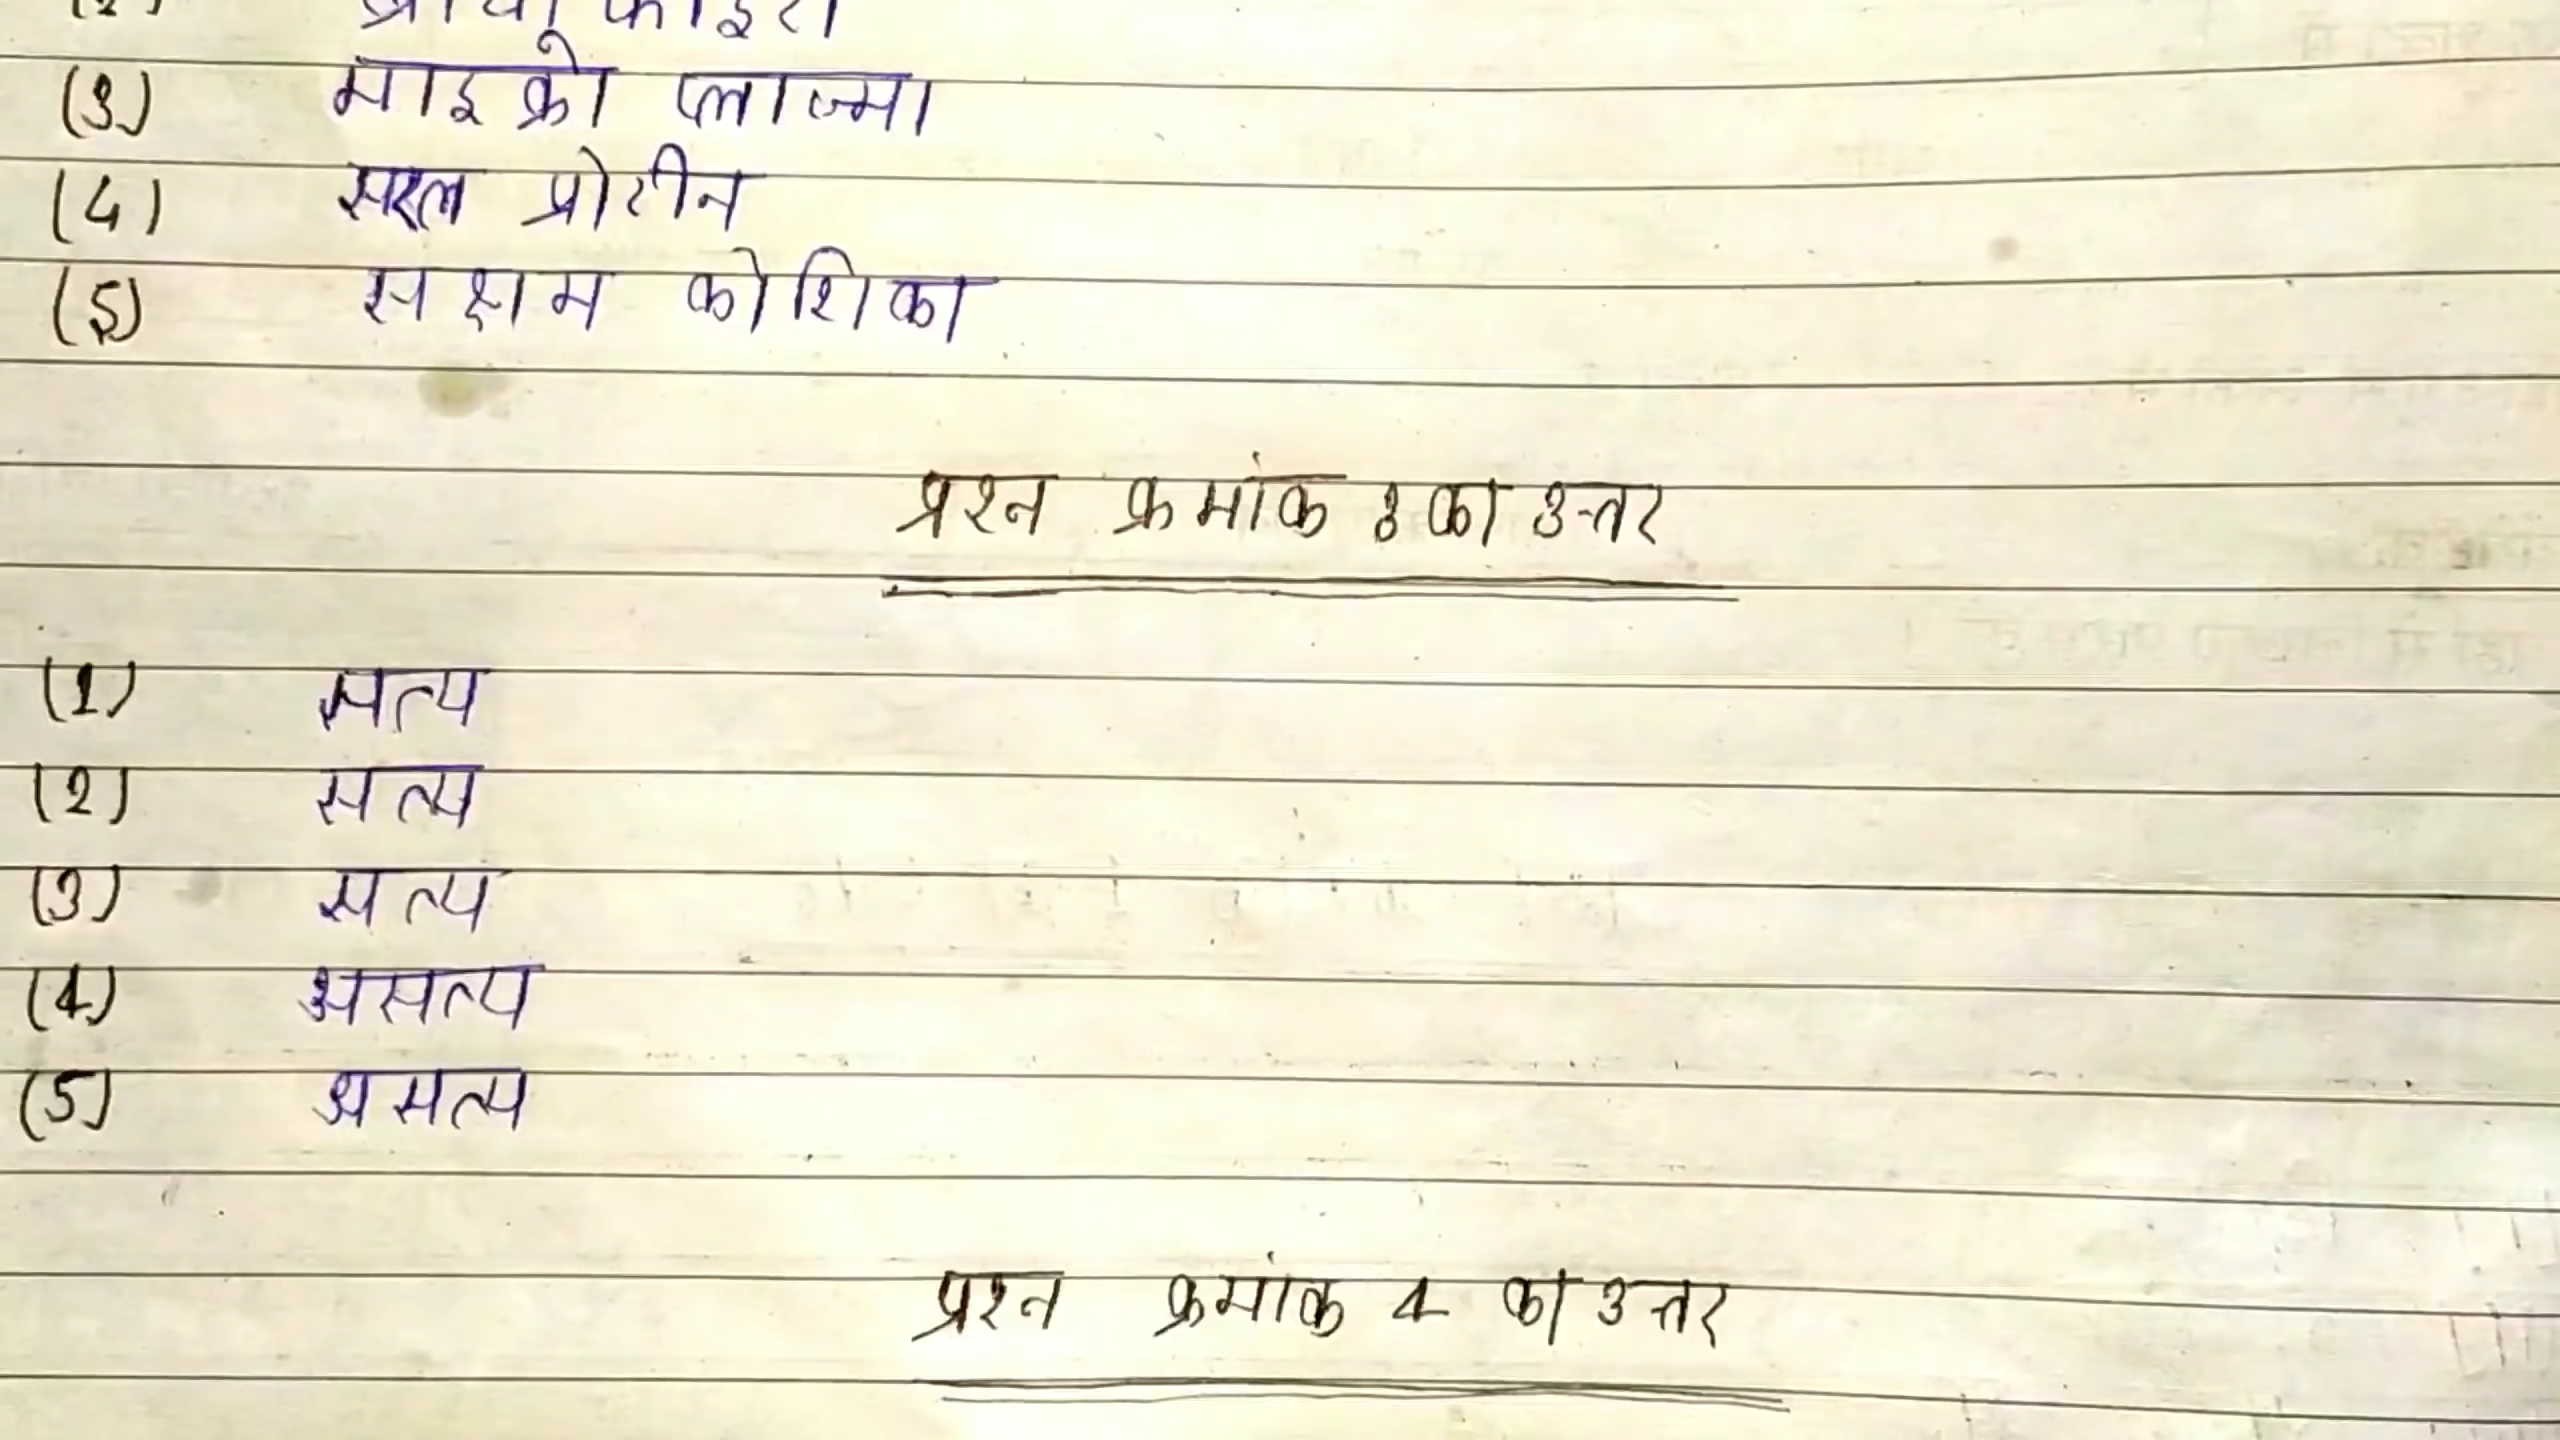 (3) माइक्रो प्लाज्मा
(4) सरल प्रोटीन
(5) सक्षम कोशिका
प्रश्न क्रमांक 3 का उत्तर
(1) सत्य
(2) सत्य
(3) सत्य
(4) असत्य
(5) असत्य
प्रश्न क्रमांक 4 का उत्तर